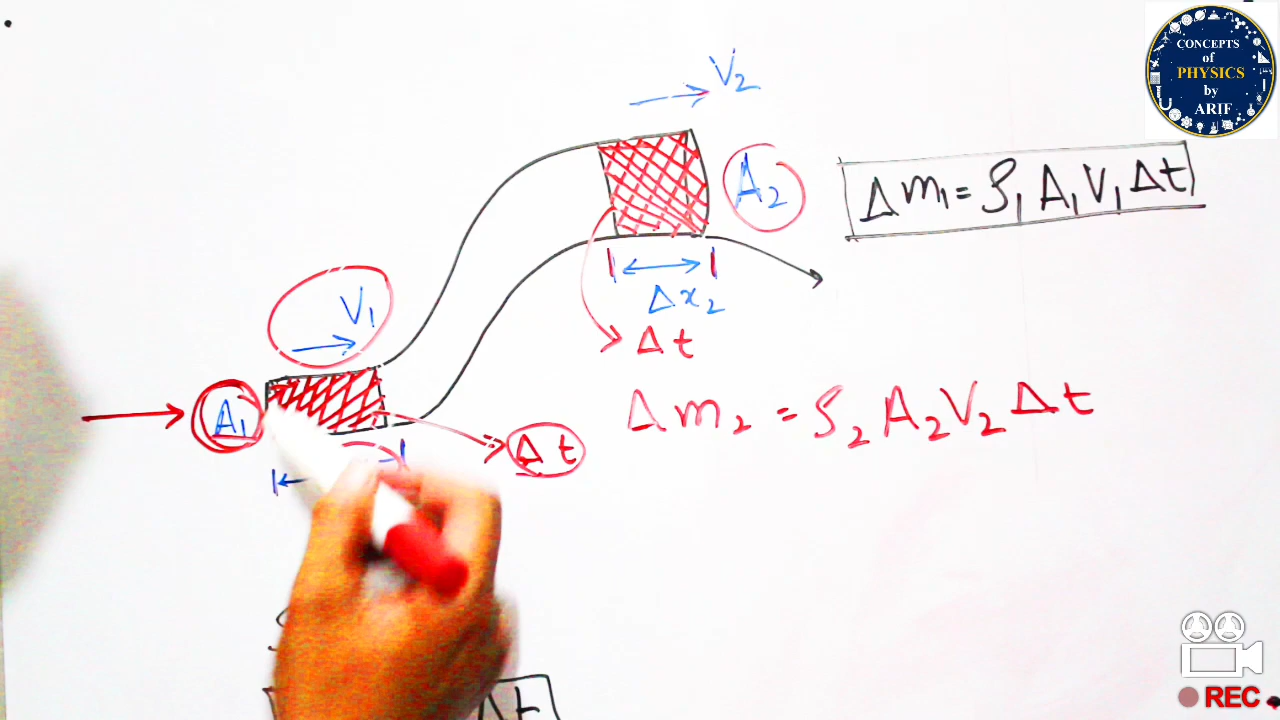 CONCEPTS
of
PHYSICS
by
ARIF
V₂
A₂
Δm₁ = ρ₁ A₁ V₁ Δt
Δx₂
Δt
V₁
A₁
Δt
Δm₂ = ρ₂ A₂ V₂ Δt
REC